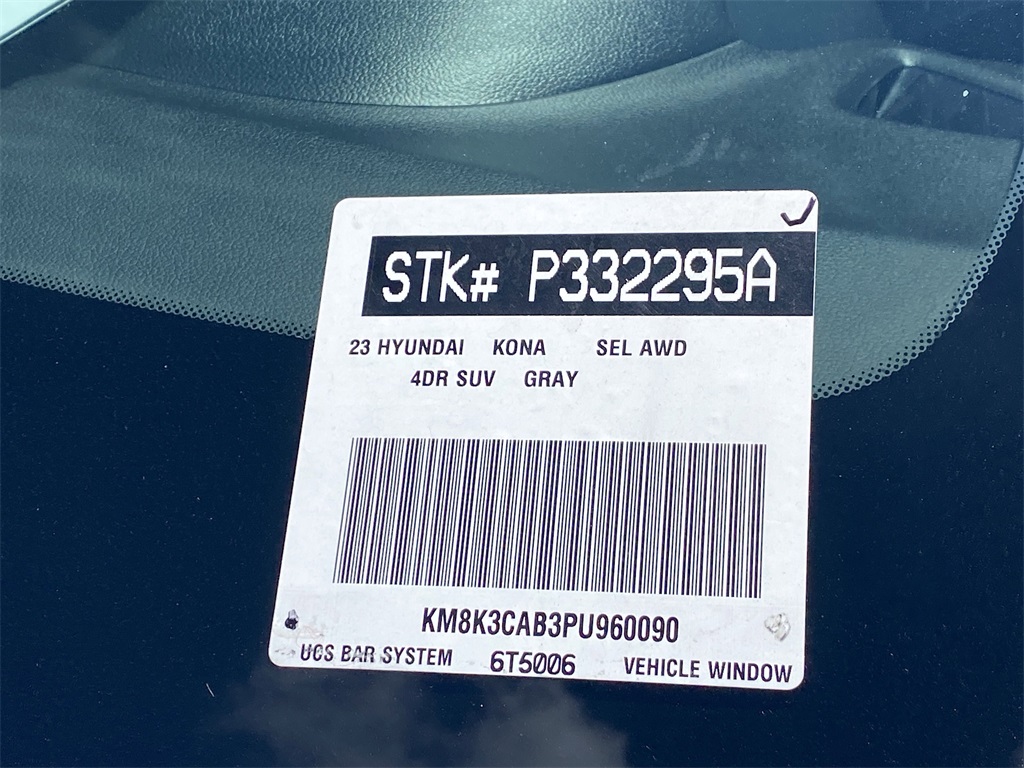 STK# P332295A
23 HYUNDAI KONA SEL AWD
4DR SUV GRAY
KM8K3CAB3PU960090
UCS BAR SYSTEM 6T5006 VEHICLE WINDOW